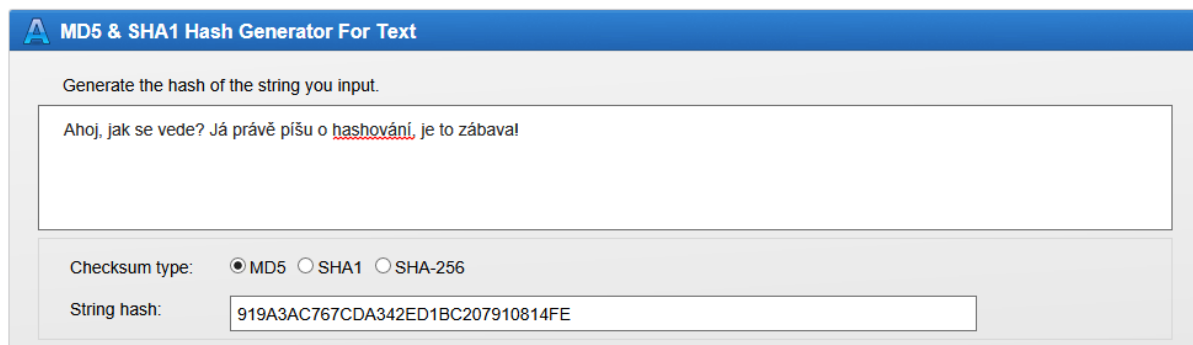 MD5 & SHA1 Hash Generator For Text
Generate the hash of the string you input.
Ahoj, jak se vede? Já právě píšu o hashování, je to zábava!
Checksum type: MD5 SHA1 SHA-256
String hash: 919A3AC767CDA342ED1BC207910814FE